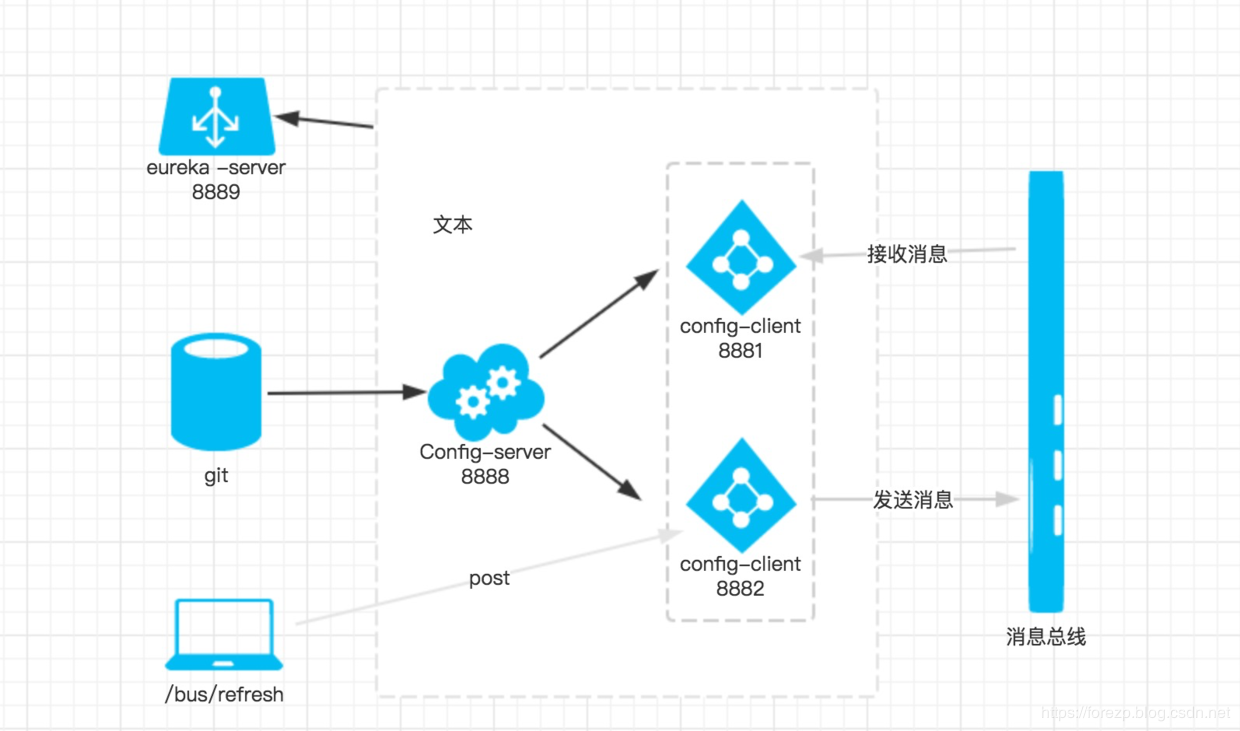 eureka -server
8889
文本
接收消息
config-client
8881
Config-server
8888
git
发送消息
config-client
8882
post
消息总线
/bus/refresh
https://forezp.blog.csdn.net